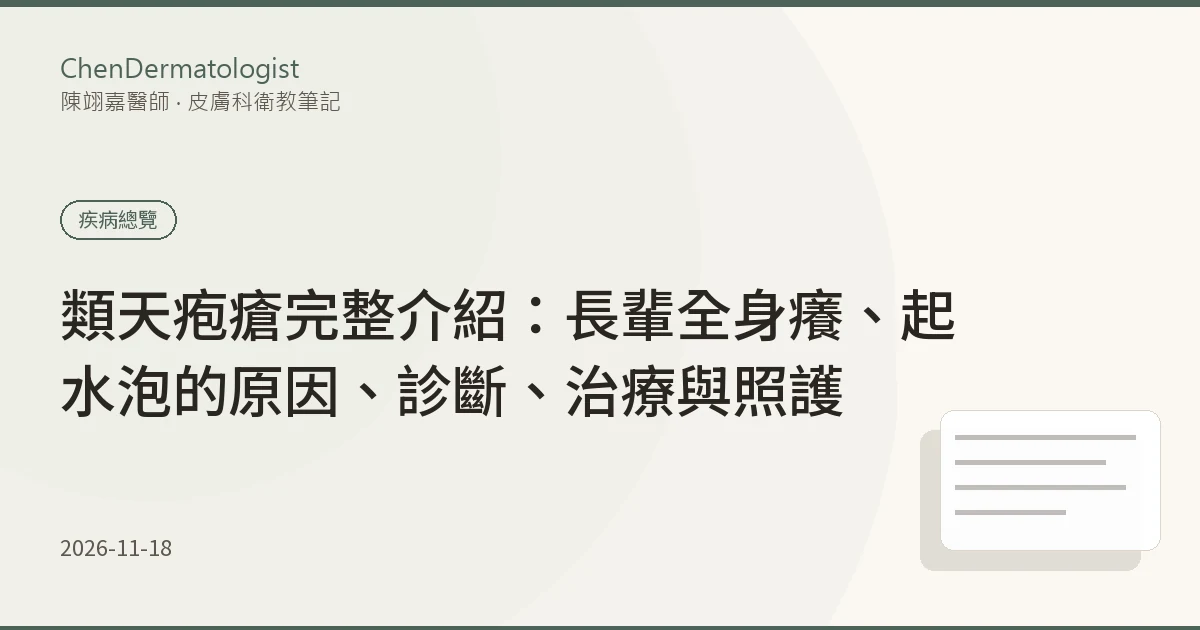 ChenDermatologist
陳翊嘉醫師 · 皮膚科衛教筆記
疾病總覽
類天疱瘡完整介紹：長輩全身癢、起
水泡的原因、診斷、治療與照護
2026-11-18